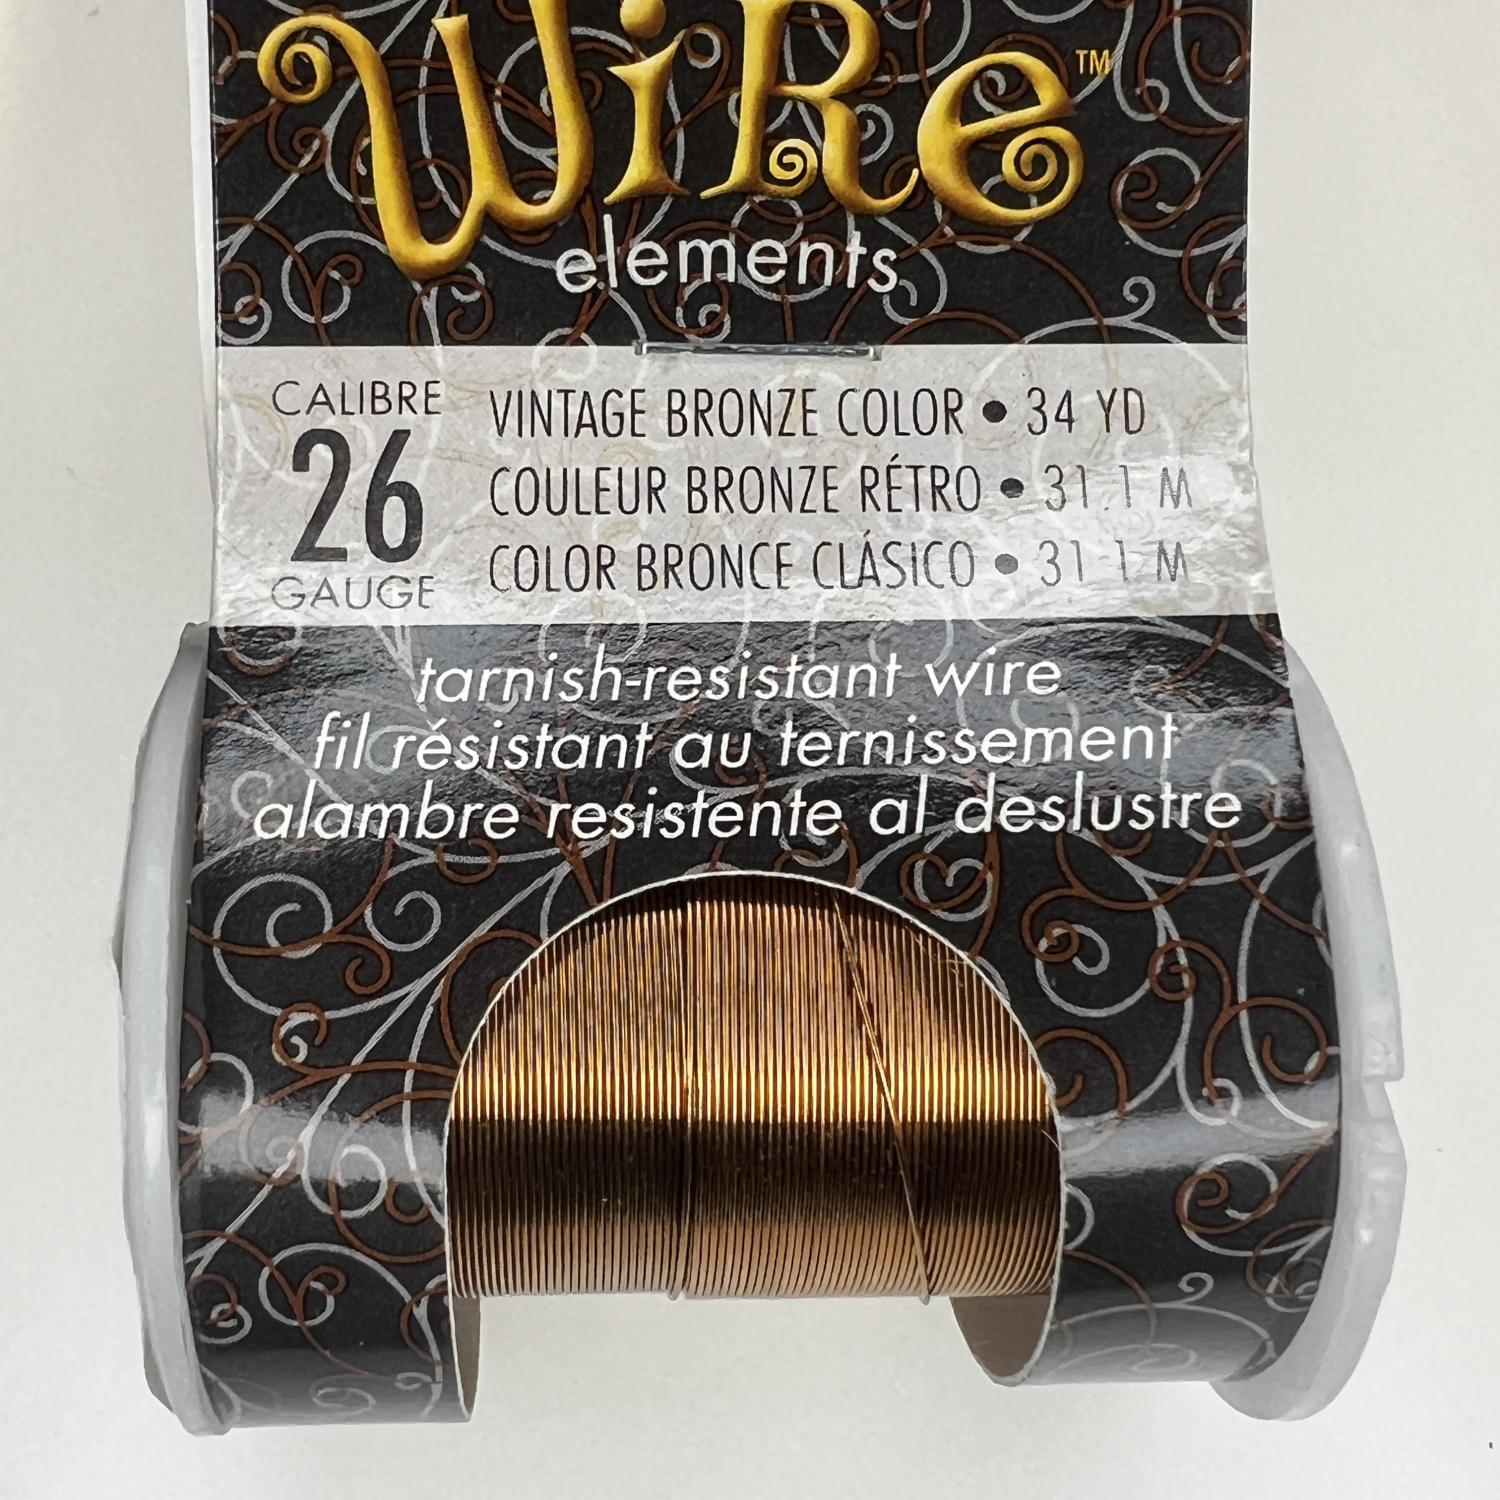 WiRe™
elements
CALIBRE
26
GAUGE
VINTAGE BRONZE COLOR • 34 YD
COULEUR BRONZE RÉTRO • 31.1 M
COLOR BRONCE CLÁSICO • 31.1 M
tarnish-resistant wire
fil résistant au ternissement
alambre resistente al deslustre